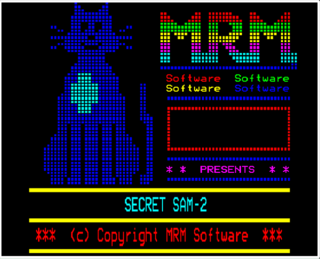 MRM
Software Software
Software Software
* * PRESENTS * *
SECRET SAM-2
*** (c) Copyright MRM Software ***